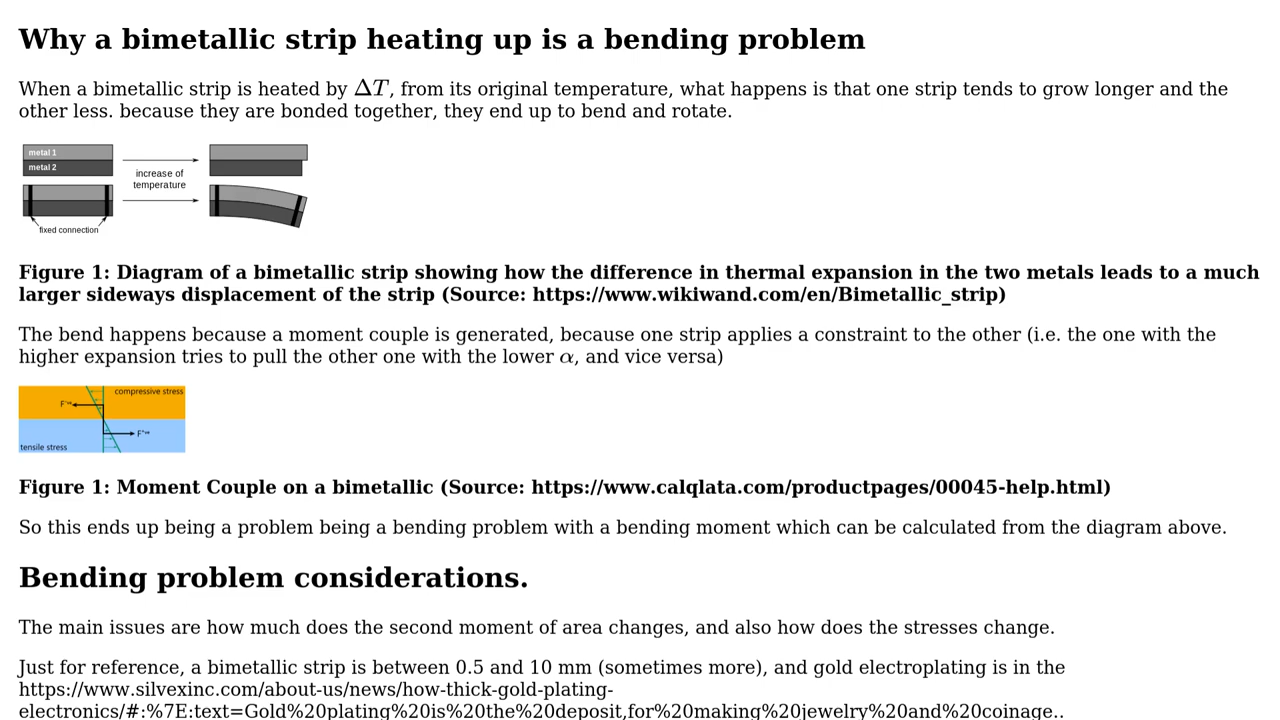 Why a bimetallic strip heating up is a bending problem
When a bimetallic strip is heated by ΔT, from its original temperature, what happens is that one strip tends to grow longer and the
other less. because they are bonded together, they end up to bend and rotate.
metal 1
metal 2
increase of
temperature
fixed connection
Figure 1: Diagram of a bimetallic strip showing how the difference in thermal expansion in the two metals leads to a much
larger sideways displacement of the strip (Source: https://www.wikiwand.com/en/Bimetallic_strip)
The bend happens because a moment couple is generated, because one strip applies a constraint to the other (i.e. the one with the
higher expansion tries to pull the other one with the lower α, and vice versa)
compressive stress
F⁻ᵛᵉ
F⁺ᵛᵉ
tensile stress
Figure 1: Moment Couple on a bimetallic (Source: https://www.calqlata.com/productpages/00045-help.html)
So this ends up being a problem being a bending problem with a bending moment which can be calculated from the diagram above.
Bending problem considerations.
The main issues are how much does the second moment of area changes, and also how does the stresses change.
Just for reference, a bimetallic strip is between 0.5 and 10 mm (sometimes more), and gold electroplating is in the
https://www.silvexinc.com/about-us/news/how-thick-gold-plating-
electronics/#:%7E:text=Gold%20plating%20is%20the%20deposit,for%20making%20jewelry%20and%20coinage..